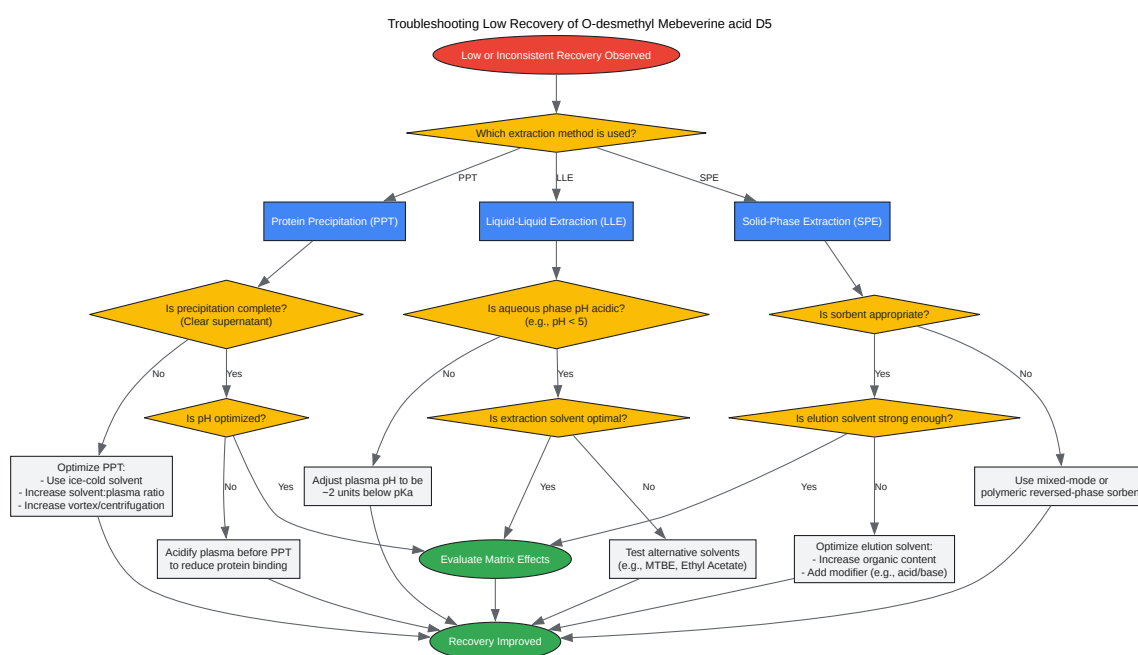 Troubleshooting Low Recovery of O-desmethyl Mebeverine acid D5
Low or Inconsistent Recovery Observed
Which extraction method is used?
PPT
LLE
SPE
Protein Precipitation (PPT)
Liquid-Liquid Extraction (LLE)
Solid-Phase Extraction (SPE)
Is precipitation complete?
(Clear supernatant)
Is aqueous phase pH acidic?
(e.g., pH < 5)
Is sorbent appropriate?
No
Yes
No
Yes
Yes
No
Is pH optimized?
Is extraction solvent optimal?
Is elution solvent strong enough?
Optimize PPT:
- Use ice-cold solvent
- Increase solvent:plasma ratio
- Increase vortex/centrifugation
No
Yes
Adjust plasma pH to be
~2 units below pKa
Yes
No
Yes
No
Use mixed-mode or
polymeric reversed-phase sorbent
Acidify plasma before PPT
to reduce protein binding
Evaluate Matrix Effects
Test alternative solvents
(e.g., MTBE, Ethyl Acetate)
Optimize elution solvent:
- Increase organic content
- Add modifier (e.g., acid/base)
Recovery Improved